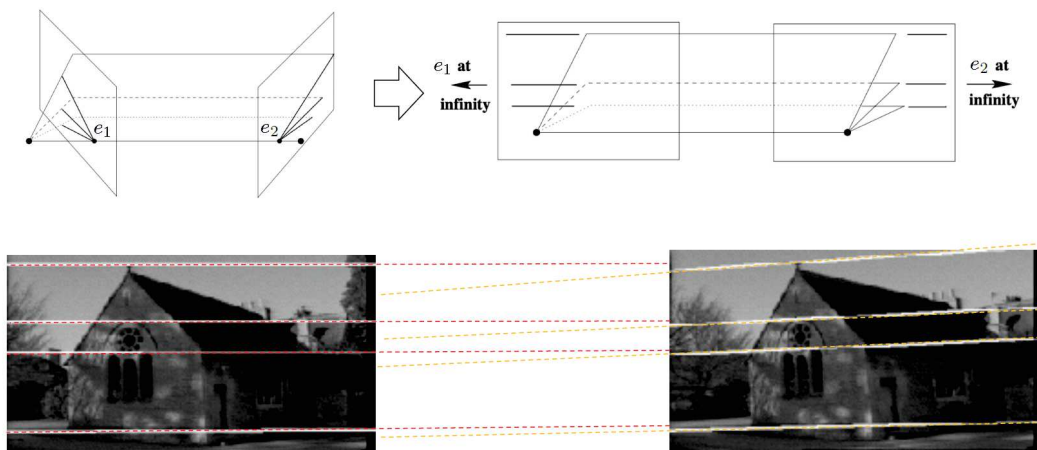 e₁
e₂
e₁ at
infinity
e₂ at
infinity